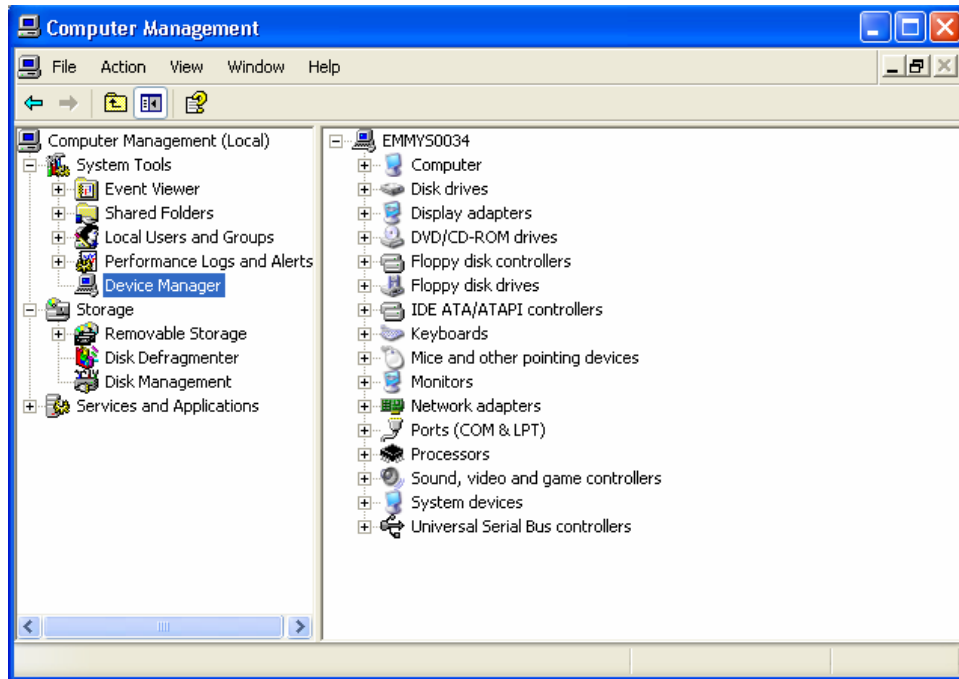 Computer Management
File Action View Window Help
Computer Management (Local)
System Tools
Event Viewer
Shared Folders
Local Users and Groups
Performance Logs and Alerts
Device Manager
Storage
Removable Storage
Disk Defragmenter
Disk Management
Services and Applications
EMMYS0034
Computer
Disk drives
Display adapters
DVD/CD-ROM drives
Floppy disk controllers
Floppy disk drives
IDE ATA/ATAPI controllers
Keyboards
Mice and other pointing devices
Monitors
Network adapters
Ports (COM & LPT)
Processors
Sound, video and game controllers
System devices
Universal Serial Bus controllers